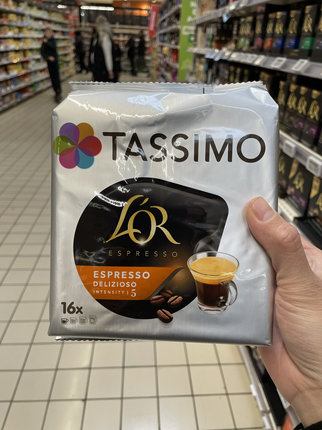 TASSIMO
L'OR
ESPRESSO
ESPRESSO
DELIZIOSO
INTENSITY | 5
16x